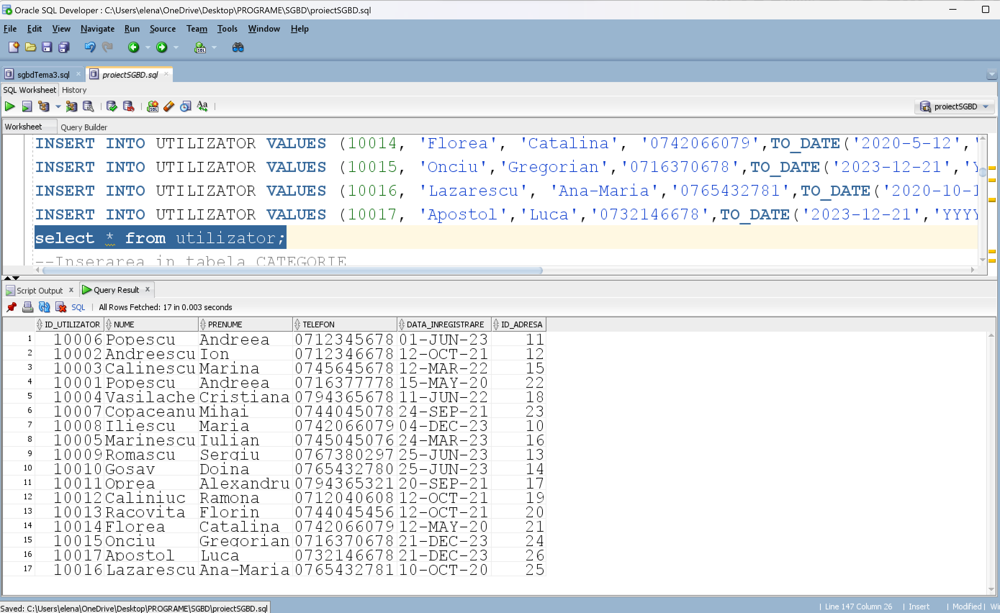 Oracle SQL Developer : C:\Users\elena\OneDrive\Desktop\PROGRAME\SGBD\proiectSGBD.sql
File Edit View Navigate Run Source Team Tools Window Help
sgbdTema3.sql proiectSGBD.sql
SQL Worksheet History
proiectSGBD
Worksheet Query Builder
INSERT INTO UTILIZATOR VALUES (10014, 'Florea', 'Catalina', '0742066079',TO_DATE('2020-5-12','
INSERT INTO UTILIZATOR VALUES (10015, 'Onciu','Gregorian','0716370678',TO_DATE('2023-12-21','Y
INSERT INTO UTILIZATOR VALUES (10016, 'Lazarescu', 'Ana-Maria','0765432781',TO_DATE('2020-10-1
INSERT INTO UTILIZATOR VALUES (10017, 'Apostol','Luca','0732146678',TO_DATE('2023-12-21','YYYY
select * from utilizator;
--Inserarea in tabela CATEGORIE
Script Output x Query Result x
SQL | All Rows Fetched: 17 in 0.003 seconds
ID_UTILIZATOR NUME PRENUME TELEFON DATA_INREGISTRARE ID_ADRESA
1 10006 Popescu Andreea 0712345678 01-JUN-23 11
2 10002 Andreescu Ion 0712346678 12-OCT-21 12
3 10003 Calinescu Marina 0745645678 12-MAR-22 15
4 10001 Popescu Andreea 0716377778 15-MAY-20 22
5 10004 Vasilache Cristiana 0794365678 11-JUN-22 18
6 10007 Copaceanu Mihai 0744045078 24-SEP-21 23
7 10008 Iliescu Maria 0742066079 04-DEC-23 10
8 10005 Marinescu Iulian 0745045076 24-MAR-23 16
9 10009 Romascu Sergiu 0767380297 25-JUN-23 13
10 10010 Gosav Doina 0765432780 25-JUN-23 14
11 10011 Oprea Alexandru 0794365321 20-SEP-21 17
12 10012 Caliniuc Ramona 0712040608 12-OCT-21 19
13 10013 Racovita Florin 0744045456 12-OCT-21 20
14 10014 Florea Catalina 0742066079 12-MAY-20 21
15 10015 Onciu Gregorian 0716370678 21-DEC-23 24
16 10017 Apostol Luca 0732146678 21-DEC-23 26
17 10016 Lazarescu Ana-Maria 0765432781 10-OCT-20 25
Saved: C:\Users\elena\OneDrive\Desktop\PROGRAME\SGBD\proiectSGBD.sql
| Line 147 Column 26 | Insert | Modified | Wi